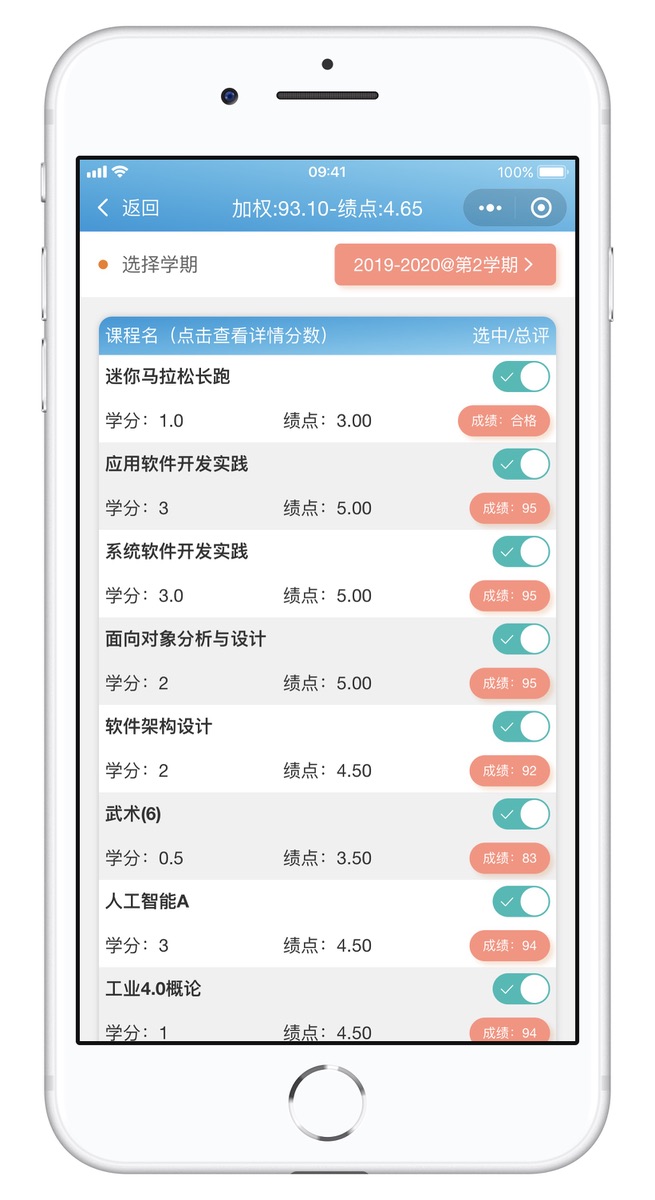 09:41
100%
返回
加权:93.10-绩点:4.65
选择学期
2019-2020@第2学期
课程名（点击查看详情分数） 选中/总评
迷你马拉松长跑
学分：1.0 绩点：3.00 成绩：合格
应用软件开发实践
学分：3 绩点：5.00 成绩：95
系统软件开发实践
学分：3.0 绩点：5.00 成绩：95
面向对象分析与设计
学分：2 绩点：5.00 成绩：95
软件架构设计
学分：2 绩点：4.50 成绩：92
武术(6)
学分：0.5 绩点：3.50 成绩：83
人工智能A
学分：3 绩点：4.50 成绩：94
工业4.0概论
学分：1 绩点：4.50 成绩：94